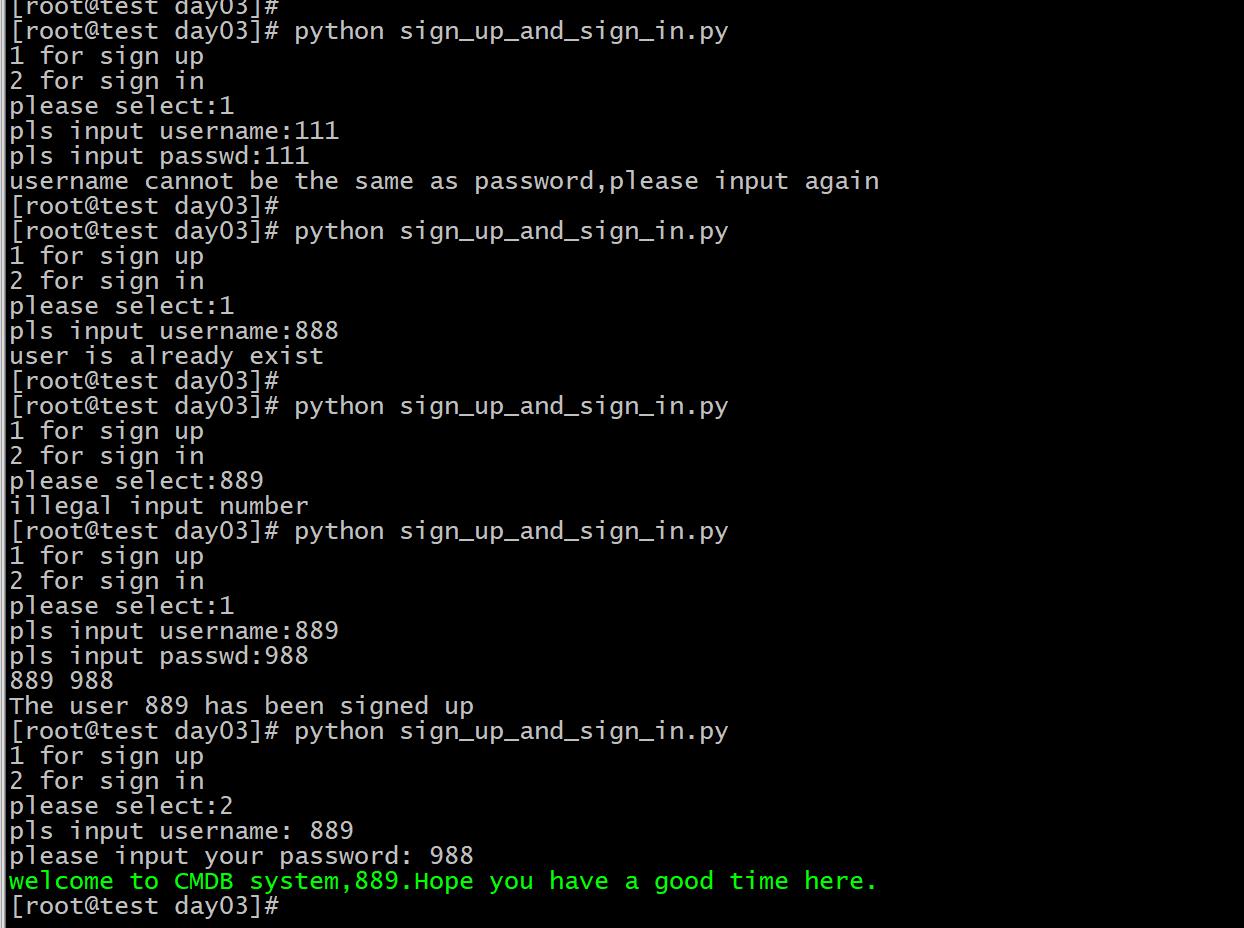 [root@test day03]#
[root@test day03]# python sign_up_and_sign_in.py
1 for sign up
2 for sign in
please select:1
pls input username:111
pls input passwd:111
username cannot be the same as password,please input again
[root@test day03]#
[root@test day03]# python sign_up_and_sign_in.py
1 for sign up
2 for sign in
please select:1
pls input username:888
user is already exist
[root@test day03]#
[root@test day03]# python sign_up_and_sign_in.py
1 for sign up
2 for sign in
please select:889
illegal input number
[root@test day03]# python sign_up_and_sign_in.py
1 for sign up
2 for sign in
please select:1
pls input username:889
pls input passwd:988
889 988
The user 889 has been signed up
[root@test day03]# python sign_up_and_sign_in.py
1 for sign up
2 for sign in
please select:2
pls input username: 889
please input your password: 988
welcome to CMDB system,889.Hope you have a good time here.
[root@test day03]#